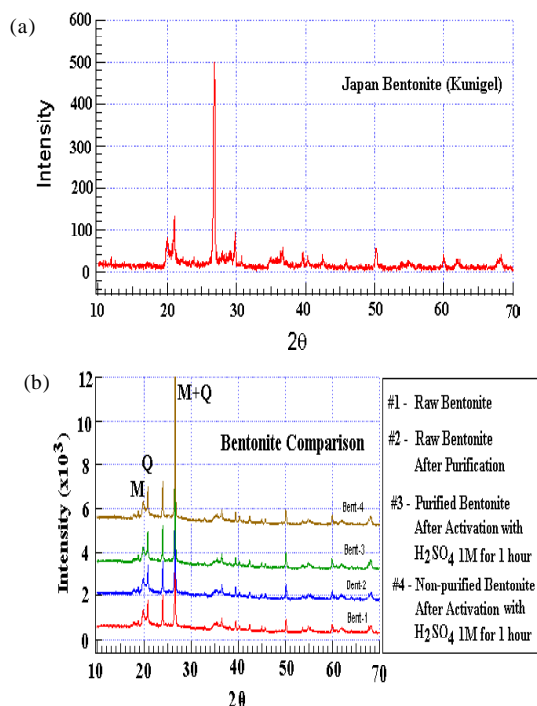 (a)
600
500
400
300
200
100
0
Intensity
Japan Bentonite (Kunigel)
10 20 30 40 50 60 70
2θ
(b)
12
10
8
6
4
2
0
Intensity (x10³)
M+Q
Bentonite Comparison
Q
M
Bent-4
Bent-3
Bent-2
Bent-1
10 20 30 40 50 60 70
2θ
#1 - Raw Bentonite
#2 - Raw Bentonite
After Purification
#3 - Purified Bentonite
After Activation with
H₂SO₄ 1M for 1 hour
#4 - Non-purified Bentonite
After Activation with
H₂SO₄ 1M for 1 hour